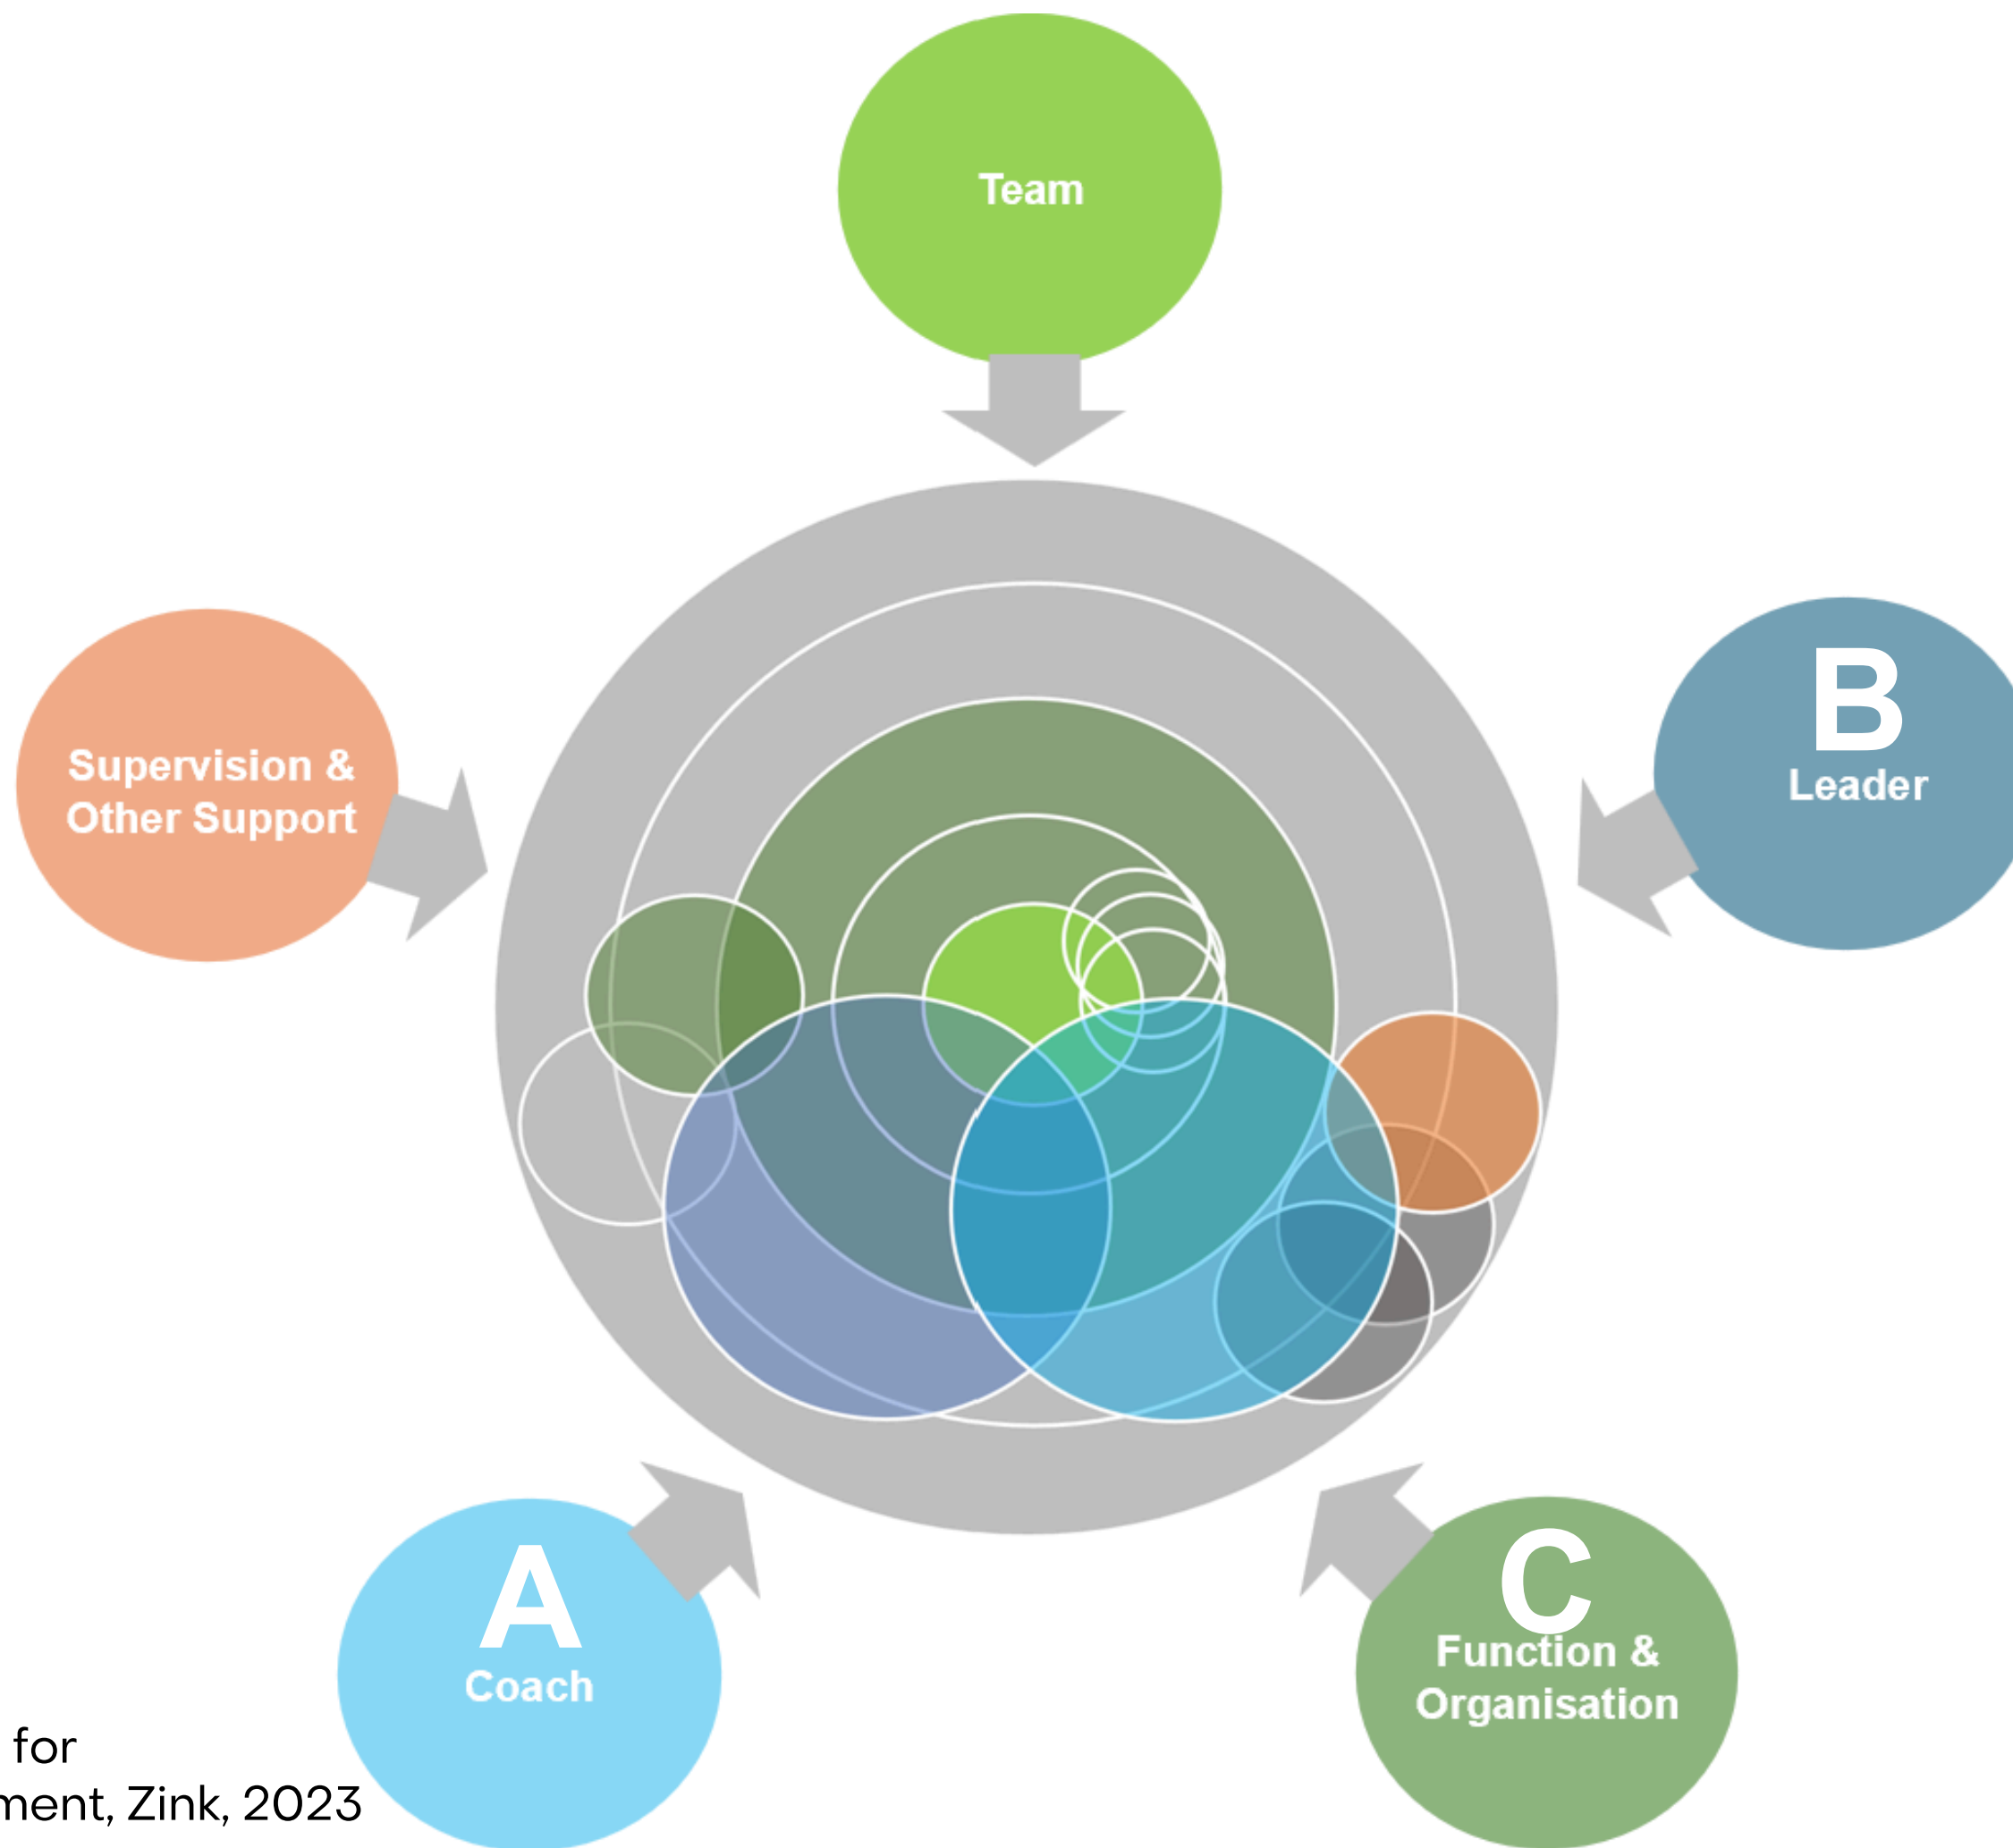 Team
Supervision &
Other Support
B
Leader
A
Coach
C
Function &
Organisation
for
ment, Zink, 2023